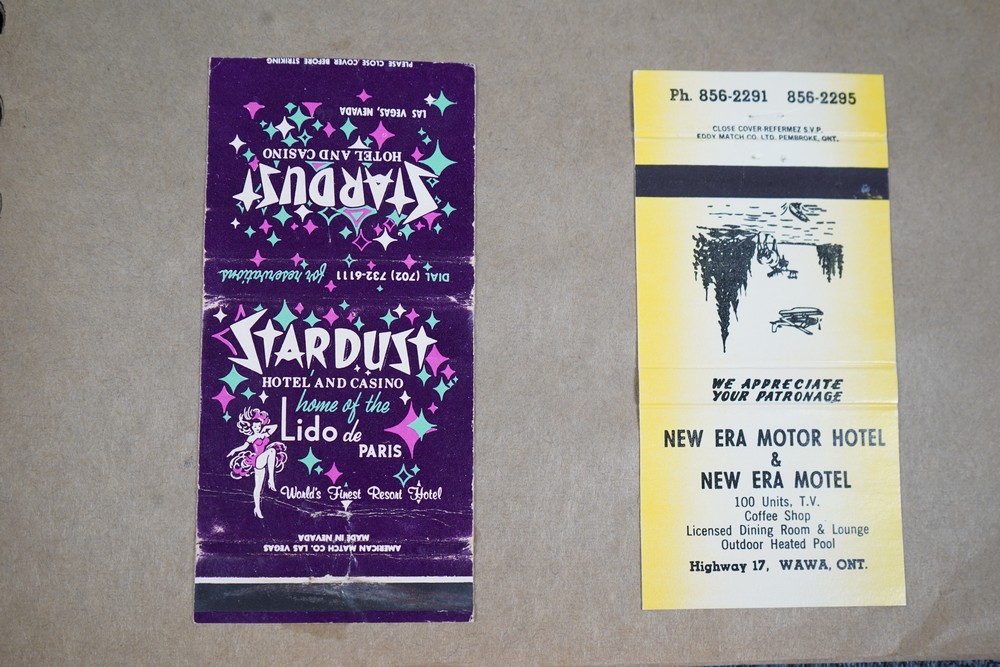 PLEASE CLOSE COVER BEFORE STRIKING
LAS VEGAS, NEVADA
HOTEL AND CASINO
STARDUST
DIAL (702) 732-6111 for reservations
STARDUST
HOTEL AND CASINO
home of the
Lido de
PARIS
World's Finest Resort Hotel
AMERICAN MATCH CO. LAS VEGAS
MADE IN NEVADA
Ph. 856-2291 856-2295
CLOSE COVER-REFERMEZ S.V.P.
EDDY MATCH CO. LTD. PEMBROKE, ONT.
WE APPRECIATE
YOUR PATRONAGE
NEW ERA MOTOR HOTEL
&
NEW ERA MOTEL
100 Units, T.V.
Coffee Shop
Licensed Dining Room & Lounge
Outdoor Heated Pool
Highway 17, WAWA, ONT.